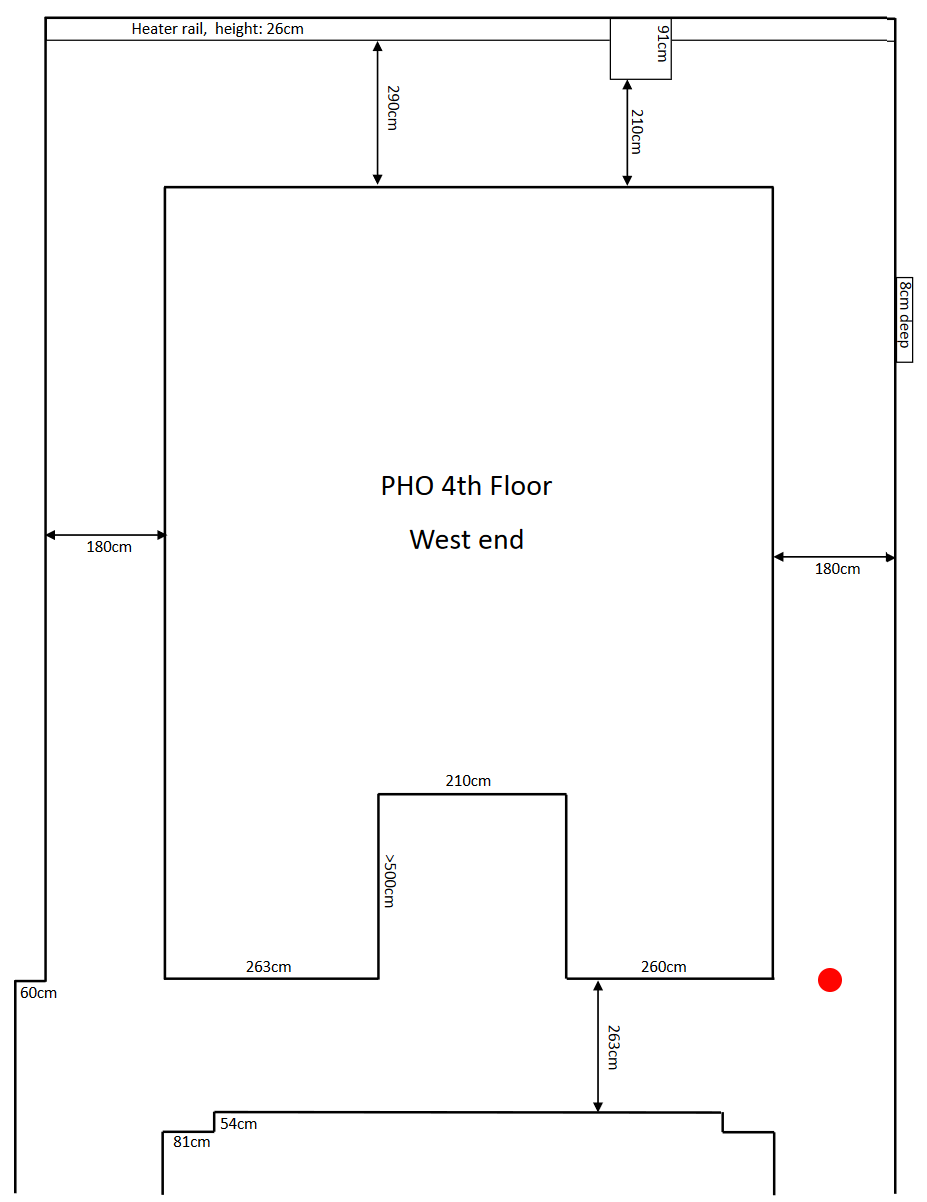 Heater rail,  height: 26cm
91cm
290cm
210cm
8cm deep
PHO 4th Floor
West end
180cm
180cm
210cm
>500cm
263cm
260cm
60cm
263cm
54cm
81cm